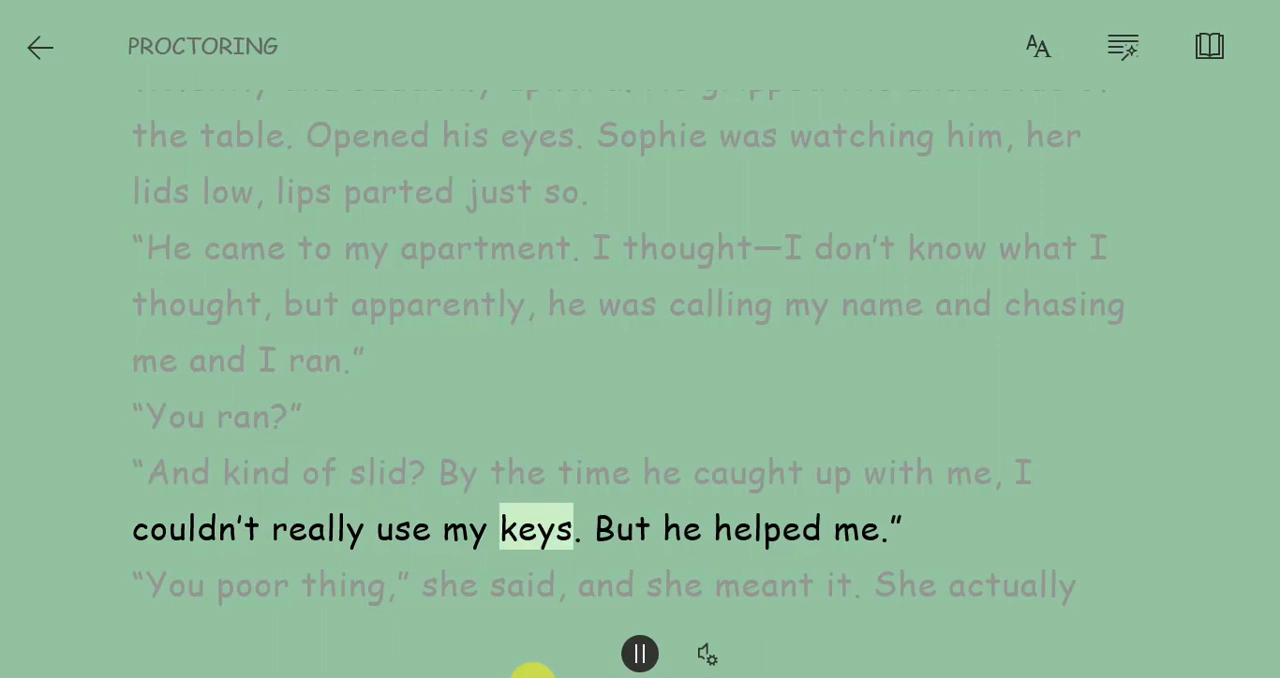 PROCTORING
the table. Opened his eyes. Sophie was watching him, her
lids low, lips parted just so.
“He came to my apartment. I thought—I don’t know what I
thought, but apparently, he was calling my name and chasing
me and I ran.”
“You ran?”
“And kind of slid? By the time he caught up with me, I
couldn’t really use my keys. But he helped me.”
“You poor thing,” she said, and she meant it. She actually